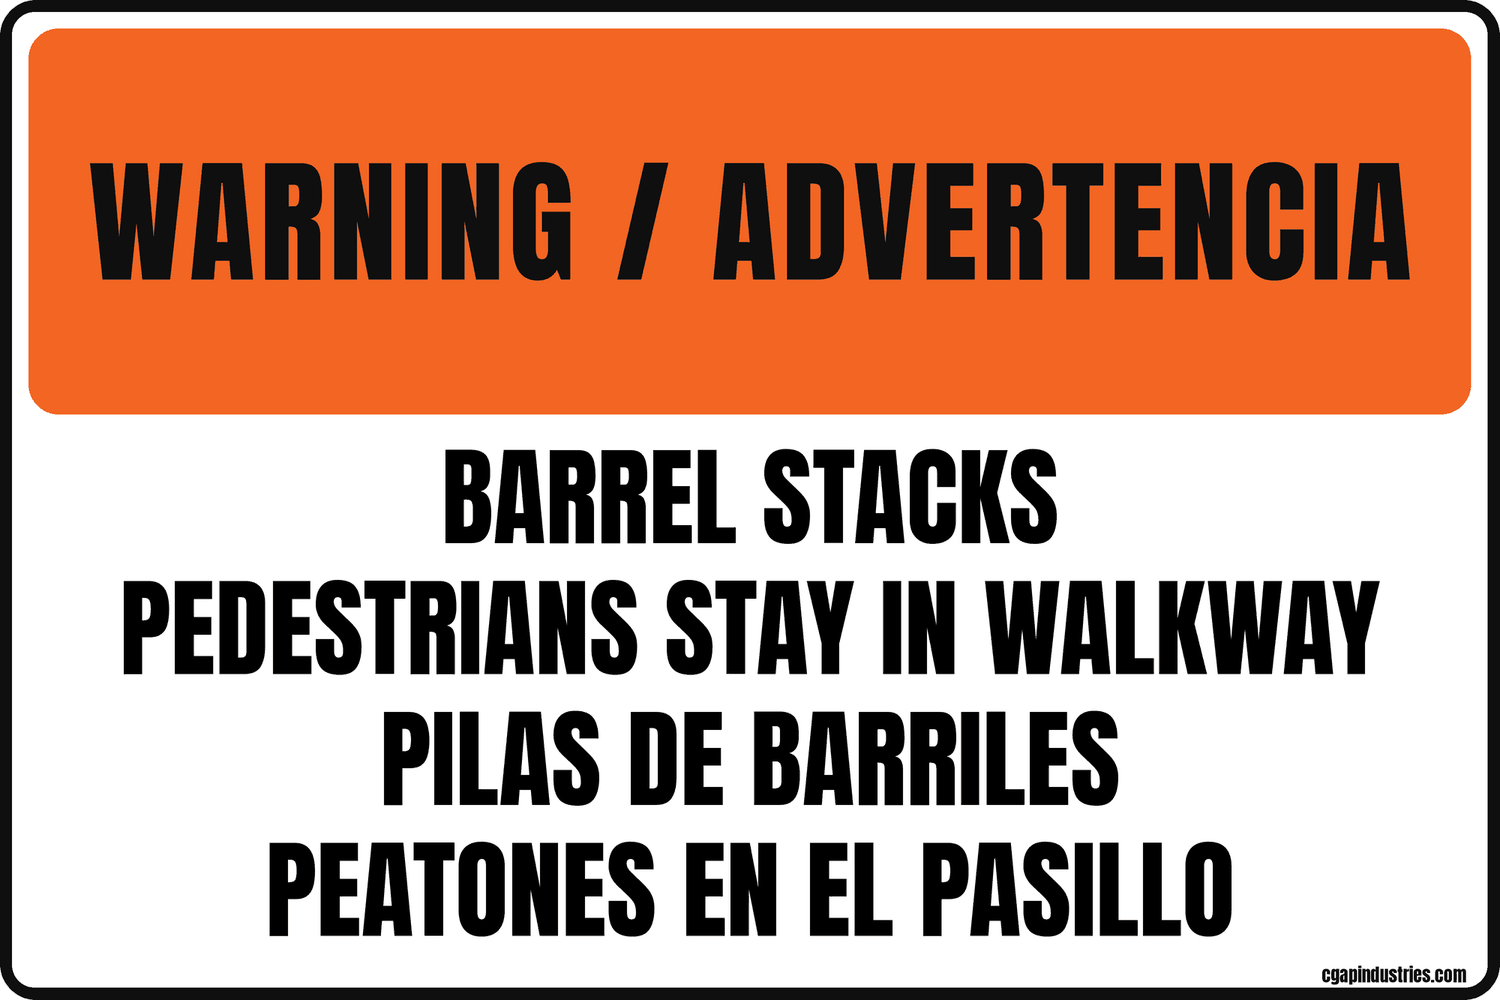 WARNING / ADVERTENCIA
BARREL STACKS
PEDESTRIANS STAY IN WALKWAY
PILAS DE BARRILES
PEATONES EN EL PASILLO
cgapindustries.com